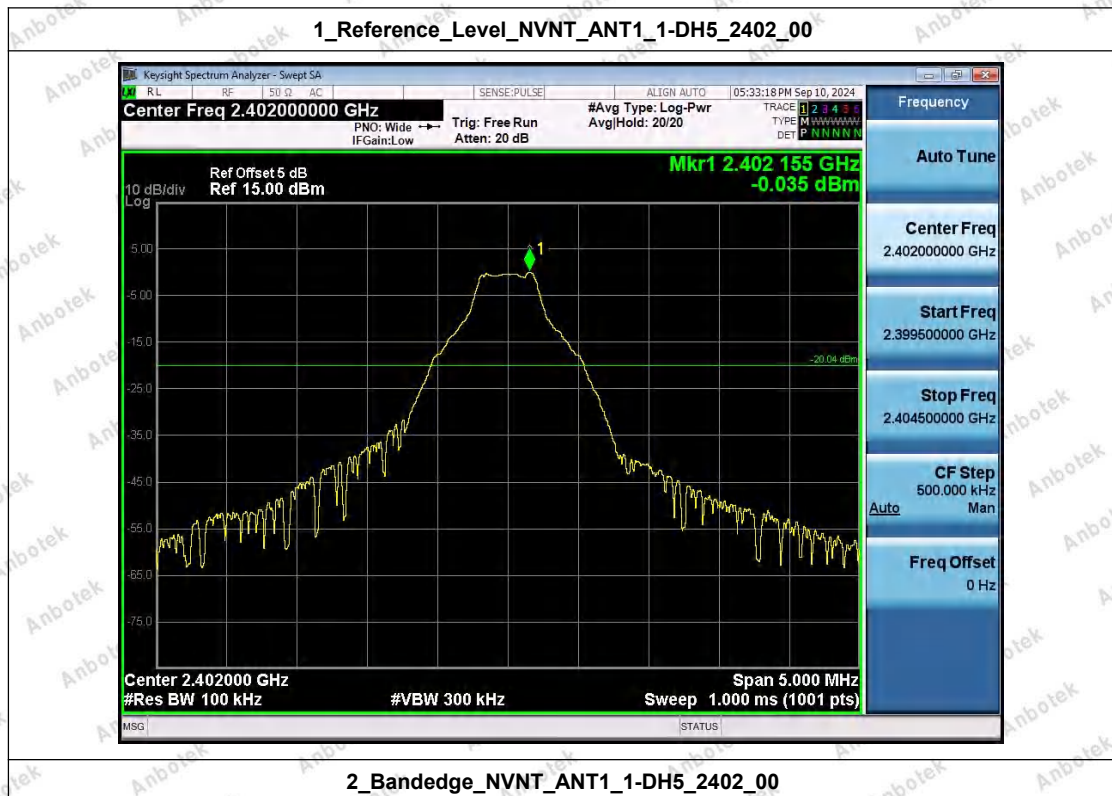 1_Reference_Level_NVNT_ANT1_1-DH5_2402_00
Keysight Spectrum Analyzer - Swept SA
RL RF 50 Ω AC SENSE:PULSE ALIGN AUTO 05:33:18 PM Sep 10, 2024
Center Freq 2.402000000 GHz
PNO: Wide
IFGain:Low
Trig: Free Run
Atten: 20 dB
#Avg Type: Log-Pwr
Avg|Hold: 20/20
TRACE 1 2 3 4 5 6
TYPE M WWWWW
DET P N N N N N
Frequency
Mkr1 2.402 155 GHz
-0.035 dBm
Ref Offset 5 dB
10 dB/div Ref 15.00 dBm
Log
1
5.00
-5.00
-15.0
-20.04 dBm
-25.0
-35.0
-45.0
-55.0
-65.0
-75.0
Center 2.402000 GHz Span 5.000 MHz
#Res BW 100 kHz #VBW 300 kHz Sweep 1.000 ms (1001 pts)
MSG STATUS
Auto Tune
Center Freq
2.402000000 GHz
Start Freq
2.399500000 GHz
Stop Freq
2.404500000 GHz
CF Step
500.000 kHz
Auto Man
Freq Offset
0 Hz
2_Bandedge_NVNT_ANT1_1-DH5_2402_00
Anbotek